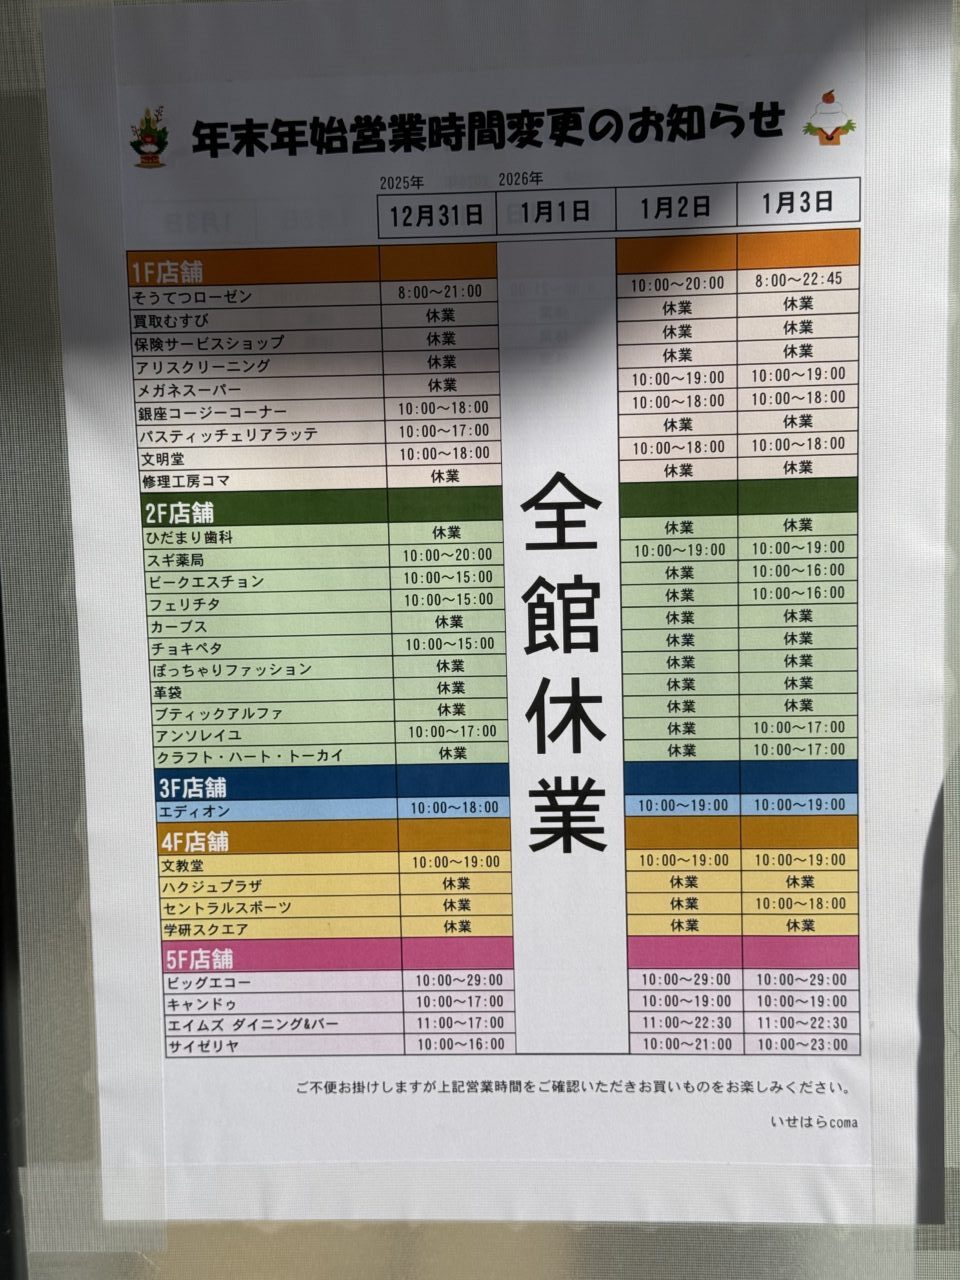 年末年始営業時間変更のお知らせ
2025年 2026年
12月31日 1月1日 1月2日 1月3日
1F店舗
そうてつローゼン 8:00～21:00 10:00～20:00 8:00～22:45
買取むすび 休業 休業 休業
保険サービスショップ 休業 休業 休業
アリスクリーニング 休業 休業 休業
メガネスーパー 休業 10:00～19:00 10:00～19:00
銀座コージーコーナー 10:00～18:00 10:00～18:00 10:00～18:00
パスティッチェリアラッテ 10:00～17:00 休業 休業
文明堂 10:00～18:00 10:00～18:00 10:00～18:00
修理工房コマ 休業 休業 休業
2F店舗
ひだまり歯科 休業 休業 休業
スギ薬局 10:00～20:00 10:00～19:00 10:00～19:00
ピークエスチョン 10:00～15:00 休業 10:00～16:00
フェリチタ 10:00～15:00 休業 10:00～16:00
カーブス 休業 休業 休業
チョキペタ 10:00～15:00 休業 休業
ぽっちゃりファッション 休業 休業 休業
革袋 休業 休業 休業
ブティックアルファ 休業 休業 休業
アンソレイユ 10:00～17:00 休業 10:00～17:00
クラフト・ハート・トーカイ 休業 休業 10:00～17:00
3F店舗
エディオン 10:00～18:00 10:00～19:00 10:00～19:00
4F店舗
文教堂 10:00～19:00 10:00～19:00 10:00～19:00
ハクジュプラザ 休業 休業 休業
セントラルスポーツ 休業 休業 10:00～18:00
学研スクエア 休業 休業 休業
5F店舗
ビッグエコー 10:00～29:00 10:00～29:00 10:00～29:00
キャンドゥ 10:00～17:00 10:00～19:00 10:00～19:00
エイムズ ダイニング&バー 11:00～17:00 11:00～22:30 11:00～22:30
サイゼリヤ 10:00～16:00 10:00～21:00 10:00～23:00
全館休業
ご不便お掛けしますが上記営業時間をご確認いただきお買いものをお楽しみください。
いせはらcoma